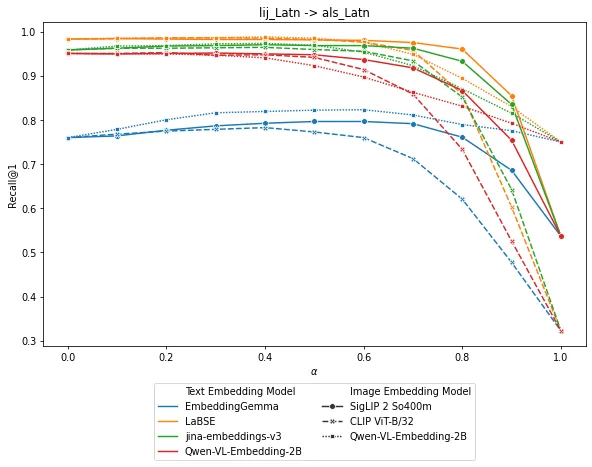 lij_Latn -> als_Latn
1.0
0.9
0.8
0.7
0.6
0.5
0.4
0.3
Recall@1
0.0 0.2 0.4 0.6 0.8 1.0
α
Text Embedding Model
EmbeddingGemma
LaBSE
jina-embeddings-v3
Qwen-VL-Embedding-2B
Image Embedding Model
SigLIP 2 So400m
CLIP ViT-B/32
Qwen-VL-Embedding-2B